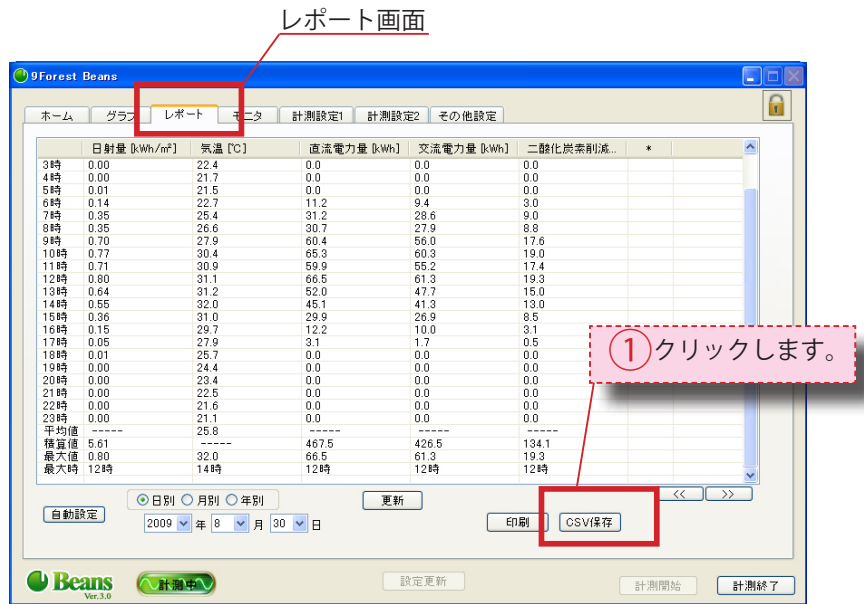 レポート画面
9Forest Beans
ホーム グラフ レポート モニタ 計測設定1 計測設定2 その他設定
日射量 [kWh/m²] 気温 [℃] 直流電力量 [kWh] 交流電力量 [kWh] 二酸化炭素削減... *
3時 0.00 22.4 0.0 0.0 0.0
4時 0.00 21.7 0.0 0.0 0.0
5時 0.01 21.5 0.0 0.0 0.0
6時 0.14 22.7 11.2 9.4 3.0
7時 0.35 25.4 31.2 28.6 9.0
8時 0.35 26.6 30.7 27.9 8.8
9時 0.70 27.9 60.4 56.0 17.6
10時 0.77 30.4 65.3 60.3 19.0
11時 0.71 30.9 59.9 55.2 17.4
12時 0.80 31.1 66.5 61.3 19.3
13時 0.64 31.2 52.0 47.7 15.0
14時 0.55 32.0 45.1 41.3 13.0
15時 0.36 31.0 29.9 26.9 8.5
16時 0.15 29.7 12.2 10.0 3.1
17時 0.05 27.9 3.1 1.7 0.5
18時 0.01 25.7 0.0 0.0 0.0
19時 0.00 24.4 0.0 0.0 0.0
20時 0.00 23.4 0.0 0.0 0.0
21時 0.00 22.5 0.0 0.0 0.0
22時 0.00 21.6 0.0 0.0 0.0
23時 0.00 21.1 0.0 0.0 0.0
平均値 ----- 25.8 ----- ----- -----
積算値 5.61 ----- 467.5 426.5 134.1
最大値 0.80 32.0 66.5 61.3 19.3
最大時 12時 14時 12時 12時 12時
①クリックします。
<< >>
自動設定 日別 月別 年別 更新
2009 年 8 月 30 日 印刷 CSV保存
Beans Ver.3.0 計測中 設定更新 計測開始 計測終了